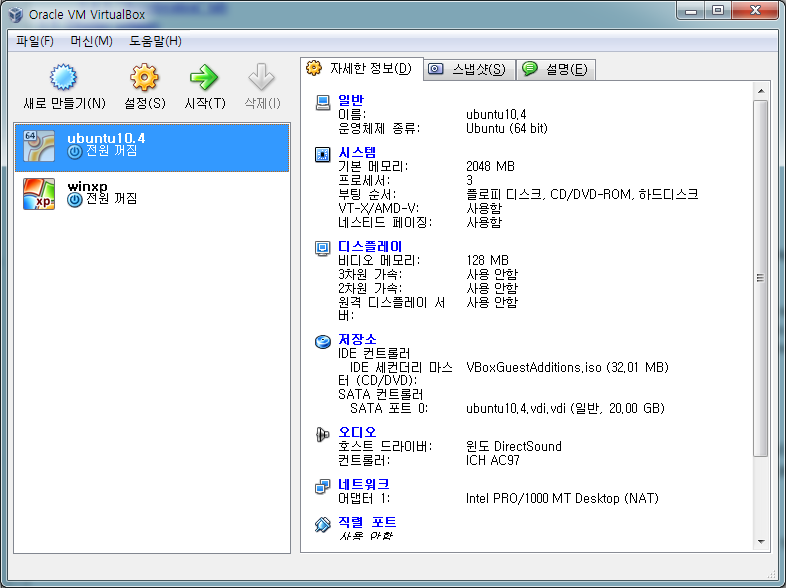 Oracle VM VirtualBox
파일(F) 머신(M) 도움말(H)
새로 만들기(N) 설정(S) 시작(T) 삭제(I)
자세한 정보(D) 스냅샷(S) 설명(E)
64 ubuntu10.4
전원 꺼짐
xp winxp
전원 꺼짐
일반
이름: ubuntu10.4
운영체제 종류: Ubuntu (64 bit)
시스템
기본 메모리: 2048 MB
프로세서: 3
부팅 순서: 플로피 디스크, CD/DVD-ROM, 하드디스크
VT-X/AMD-V: 사용함
네스티드 페이징: 사용함
디스플레이
비디오 메모리: 128 MB
3차원 가속: 사용 안함
2차원 가속: 사용 안함
원격 디스플레이 서 사용 안함
버:
저장소
IDE 컨트롤러
IDE 세컨더리 마스 VBoxGuestAdditions.iso (32.01 MB)
터 (CD/DVD):
SATA 컨트롤러
SATA 포트 0: ubuntu10.4.vdi.vdi (일반, 20.00 GB)
오디오
호스트 드라이버: 윈도 DirectSound
컨트롤러: ICH AC97
네트워크
어댑터 1: Intel PRO/1000 MT Desktop (NAT)
직렬 포트
사용 안함